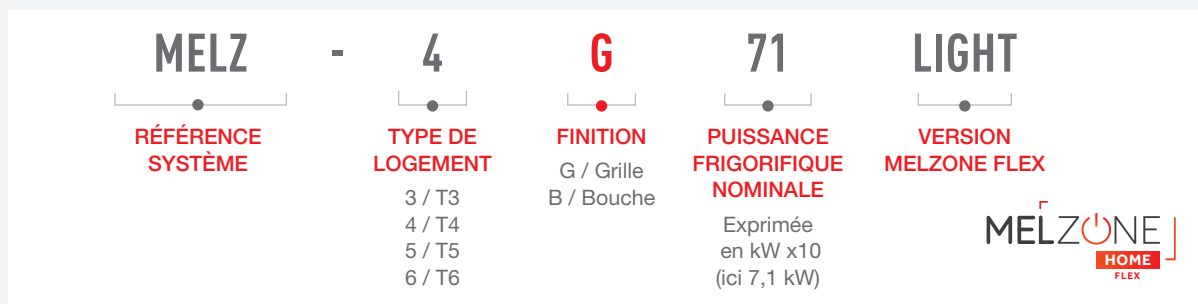 MELZ - 4 G 71 LIGHT
RÉFÉRENCE
SYSTÈME
TYPE DE
LOGEMENT
3 / T3
4 / T4
5 / T5
6 / T6
FINITION
G / Grille
B / Bouche
PUISSANCE
FRIGORIFIQUE
NOMINALE
Exprimée
en kW x10
(ici 7,1 kW)
VERSION
MELZONE FLEX
MELZONE
HOME
FLEX